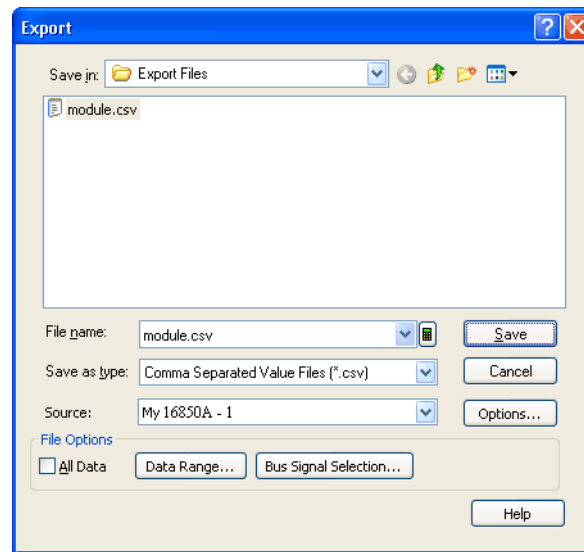 Export
Save in: Export Files
module.csv
File name: module.csv Save
Save as type: Comma Separated Value Files (*.csv) Cancel
Source: My 16850A - 1 Options...
File Options
All Data Data Range... Bus Signal Selection...
Help